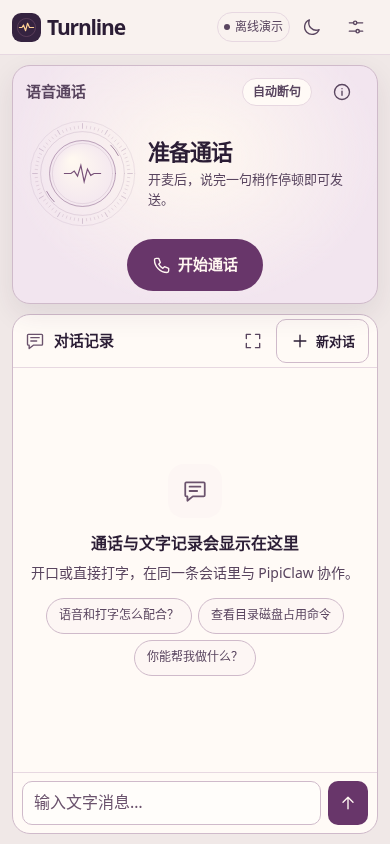 Turnline
离线演示
语音通话
自动断句
准备通话
开麦后，说完一句稍作停顿即可发
送。
开始通话
对话记录
新对话
通话与文字记录会显示在这里
开口或直接打字，在同一条会话里与 PipiClaw 协作。
语音和打字怎么配合？
查看目录磁盘占用命令
你能帮我做什么？
输入文字消息...